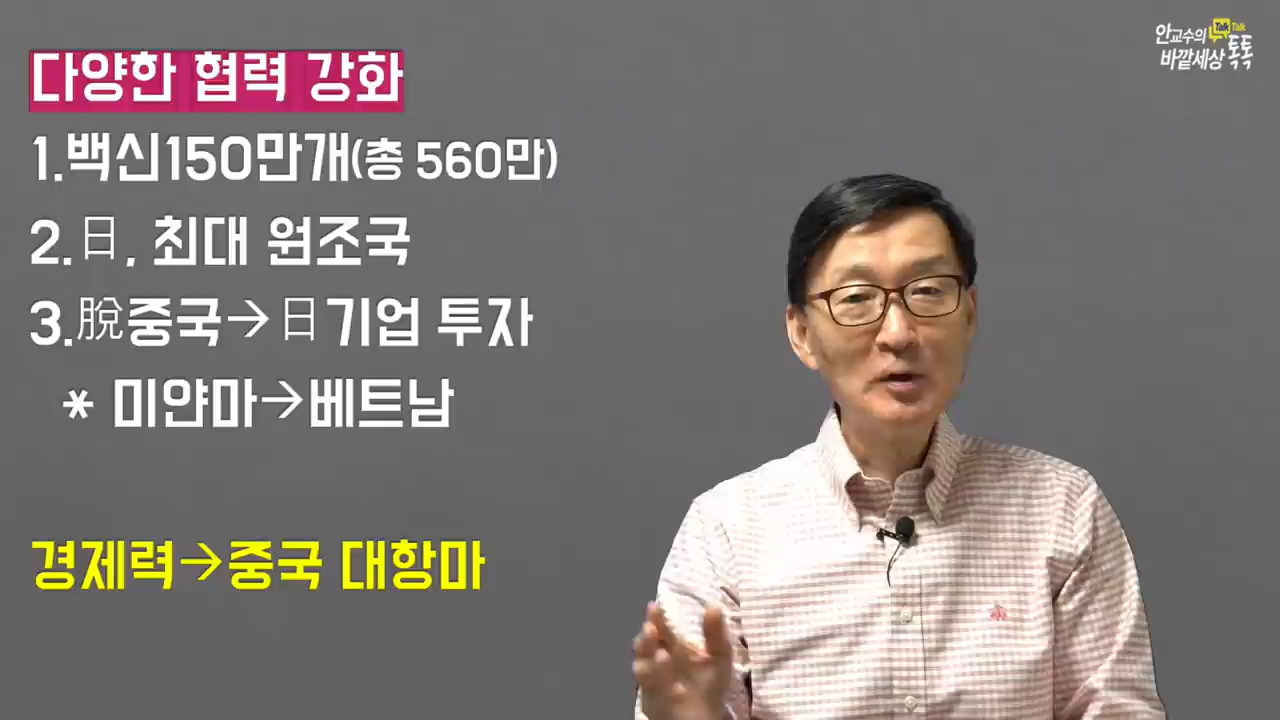 다양한 협력 강화
1.백신150만개(총 560만)
2.日, 최대 원조국
3.脫중국→日기업 투자
* 미얀마→베트남
경제력→중국 대항마
안교수의 Talk Talk
바깥세상 톡톡